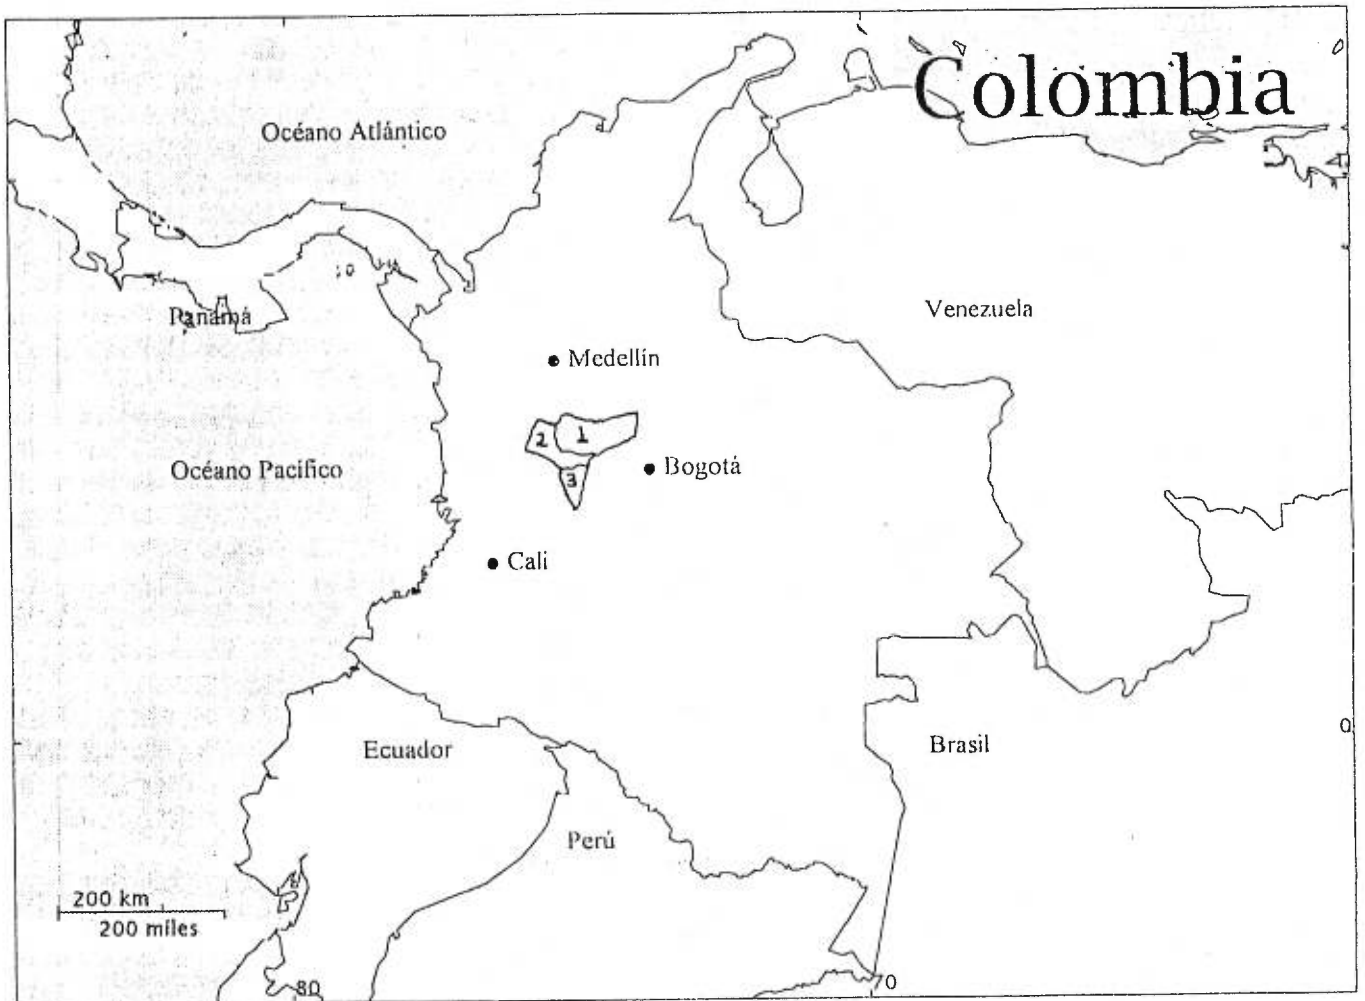 Colombia
Océano Atlántico
Panamá
Venezuela
Medellín
2
1
Océano Pacífico
Bogotá
3
Cali
0
Ecuador
Brasil
Perú
200 km
200 miles
80
70